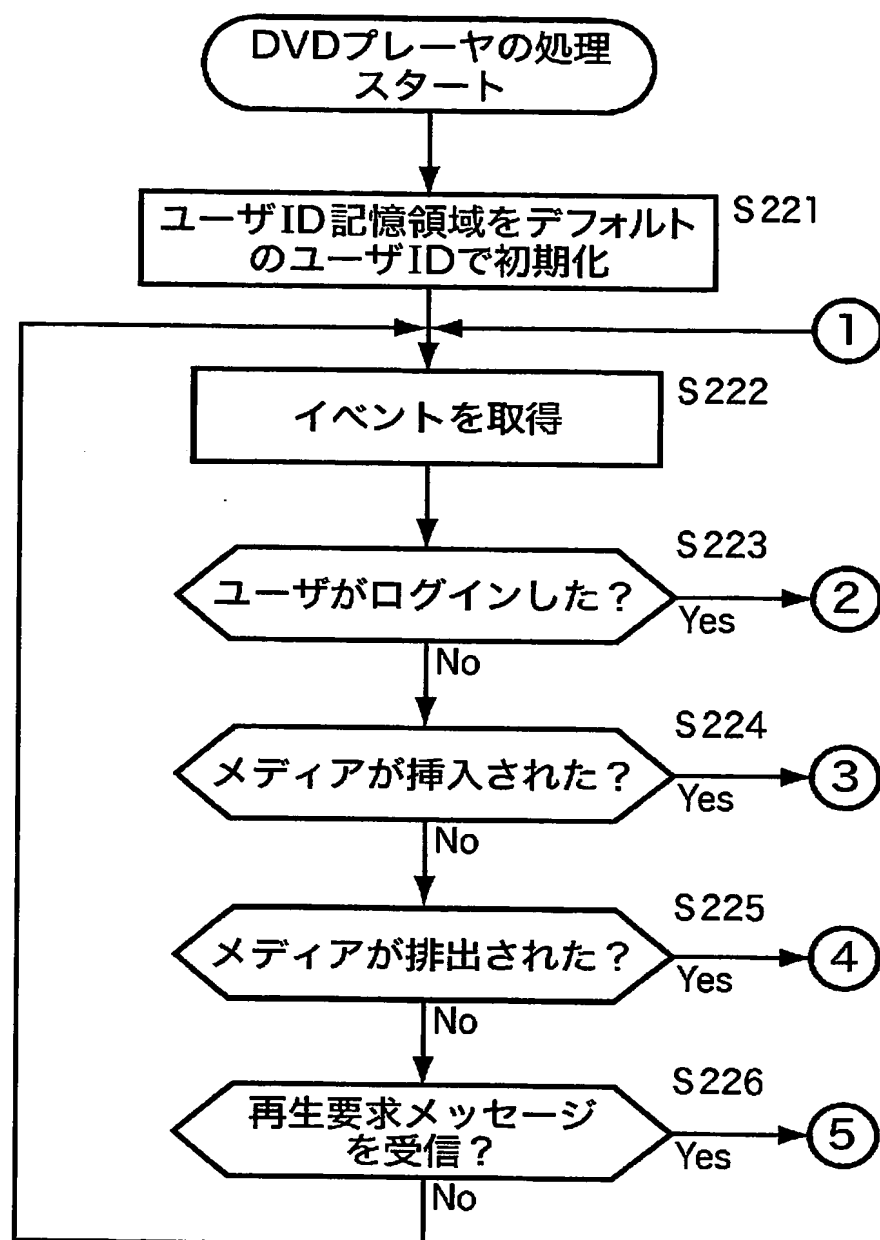 DVDプレーヤの処理
スタート
ユーザID記憶領域をデフォルト
のユーザIDで初期化
S221
1
イベントを取得
S222
ユーザがログインした？
S223
Yes
2
No
メディアが挿入された？
S224
Yes
3
No
メディアが排出された？
S225
Yes
4
No
再生要求メッセージ
を受信？
S226
Yes
5
No